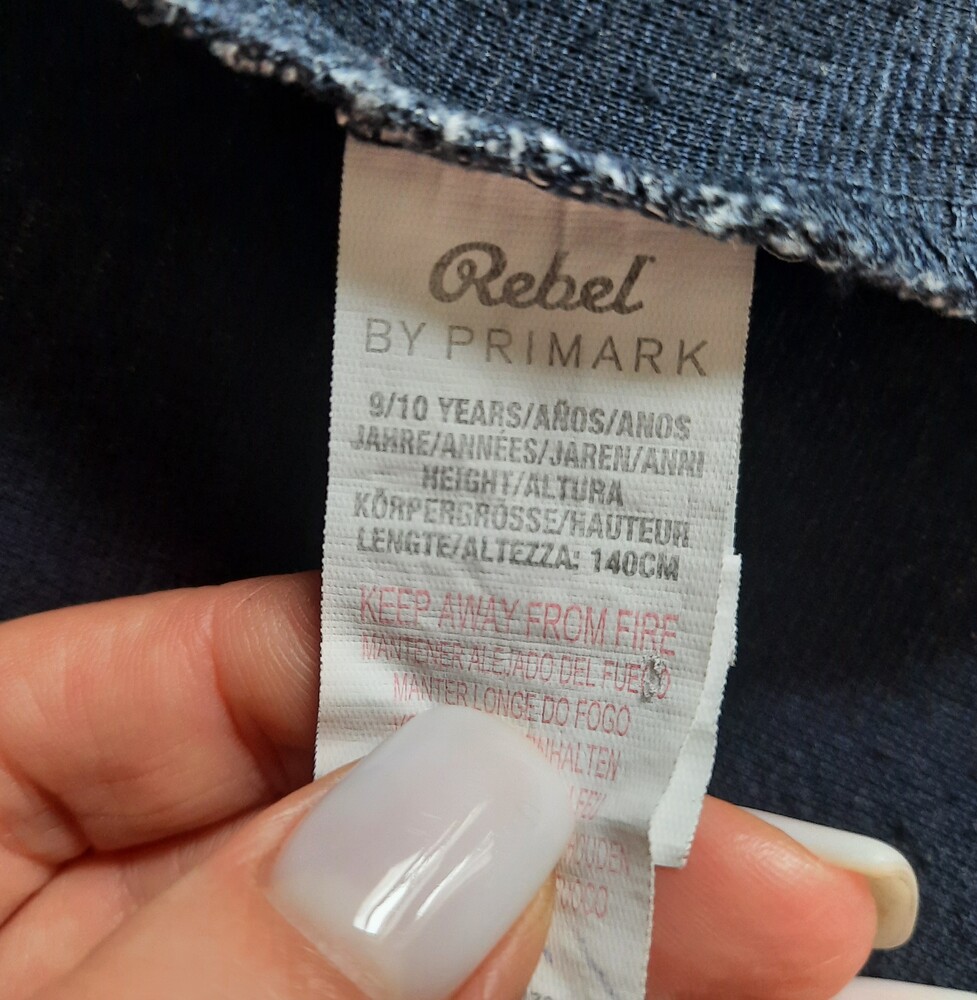 Rebel
BY PRIMARK
9/10 YEARS/AÑOS/ANOS
JAHRE/ANNÉES/JAREN/ANNI
HEIGHT/ALTURA
KÖRPERGRÖSSE/HAUTEUR
LENGTE/ALTEZZA: 140CM
KEEP AWAY FROM FIRE
MANTENER ALEJADO DEL FUEGO
MANTER LONGE DO FOGO